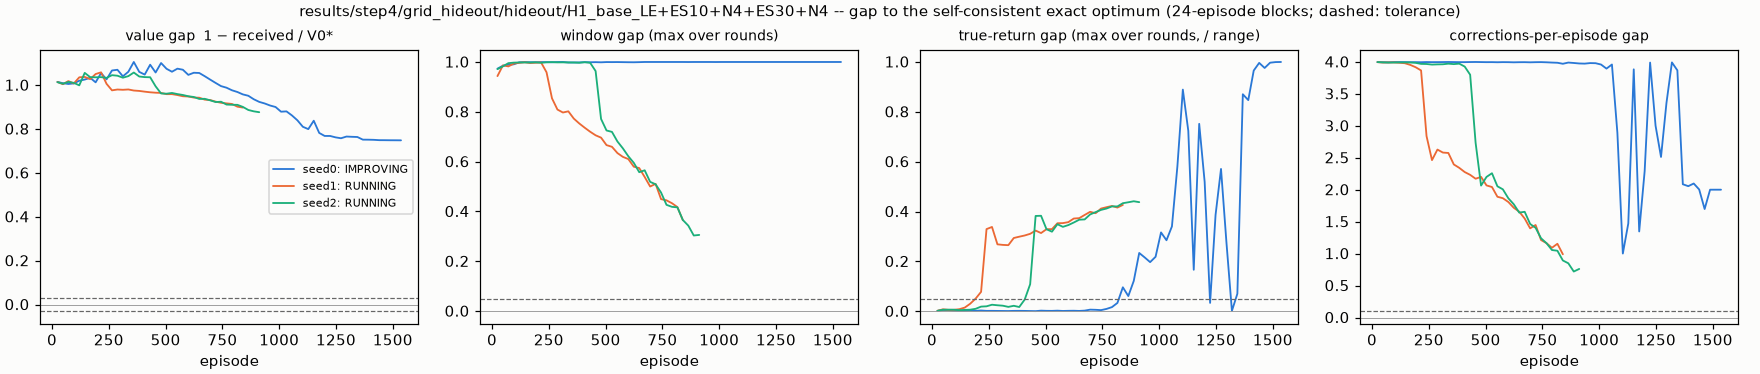 results/step4/grid_hideout/hideout/H1_base_LE+ES10+N4+ES30+N4 -- gap to the self-consistent exact optimum (24-episode blocks; dashed: tolerance)
value gap  1 − received / V0*
window gap (max over rounds)
true-return gap (max over rounds, / range)
corrections-per-episode gap
1.0
0.8
0.6
0.4
0.2
0.0
seed0: IMPROVING
seed1: RUNNING
seed2: RUNNING
0 250 500 750 1000 1250 1500
episode
1.0
0.8
0.6
0.4
0.2
0.0
0 250 500 750 1000 1250 1500
episode
1.0
0.8
0.6
0.4
0.2
0.0
0 250 500 750 1000 1250 1500
episode
4.0
3.5
3.0
2.5
2.0
1.5
1.0
0.5
0.0
0 250 500 750 1000 1250 1500
episode